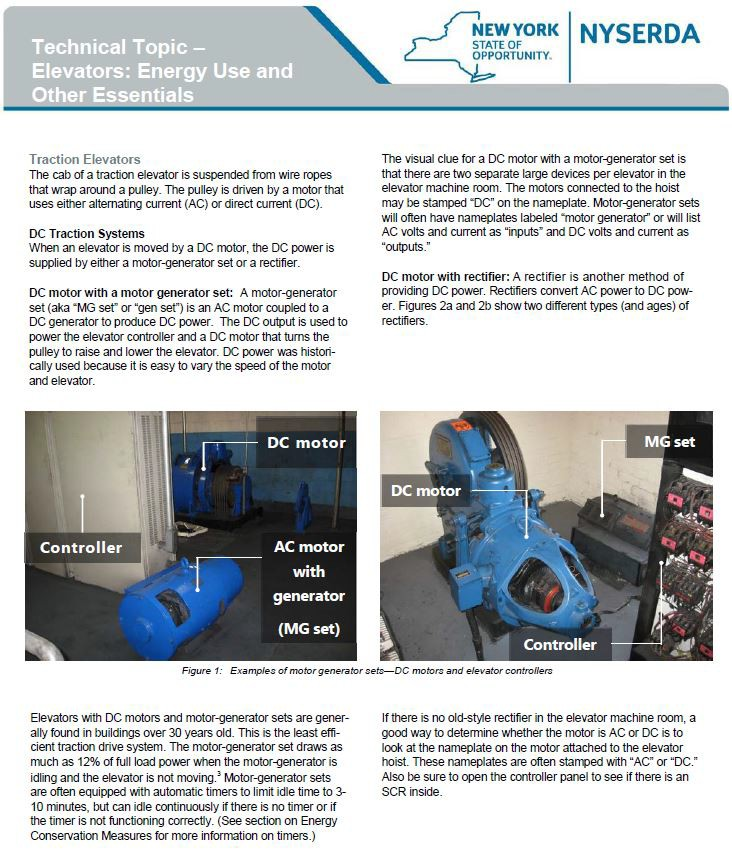 Technical Topic –
Elevators: Energy Use and
Other Essentials
NEW YORK
STATE OF
OPPORTUNITY.
NYSERDA
Traction Elevators
The cab of a traction elevator is suspended from wire ropes
that wrap around a pulley. The pulley is driven by a motor that
uses either alternating current (AC) or direct current (DC).
DC Traction Systems
When an elevator is moved by a DC motor, the DC power is
supplied by either a motor-generator set or a rectifier.
DC motor with a motor generator set: A motor-generator
set (aka “MG set” or “gen set”) is an AC motor coupled to a
DC generator to produce DC power. The DC output is used to
power the elevator controller and a DC motor that turns the
pulley to raise and lower the elevator. DC power was histori-
cally used because it is easy to vary the speed of the motor
and elevator.
The visual clue for a DC motor with a motor-generator set is
that there are two separate large devices per elevator in the
elevator machine room. The motors connected to the hoist
may be stamped “DC” on the nameplate. Motor-generator sets
will often have nameplates labeled “motor generator” or will list
AC volts and current as “inputs” and DC volts and current as
“outputs.”
DC motor with rectifier: A rectifier is another method of
providing DC power. Rectifiers convert AC power to DC pow-
er. Figures 2a and 2b show two different types (and ages) of
rectifiers.
DC motor
Controller
AC motor
with
generator
(MG set)
MG set
DC motor
Controller
Figure 1: Examples of motor generator sets—DC motors and elevator controllers
Elevators with DC motors and motor-generator sets are gener-
ally found in buildings over 30 years old. This is the least effi-
cient traction drive system. The motor-generator set draws as
much as 12% of full load power when the motor-generator is
idling and the elevator is not moving.³ Motor-generator sets
are often equipped with automatic timers to limit idle time to 3-
10 minutes, but can idle continuously if there is no timer or if
the timer is not functioning correctly. (See section on Energy
Conservation Measures for more information on timers.)
If there is no old-style rectifier in the elevator machine room, a
good way to determine whether the motor is AC or DC is to
look at the nameplate on the motor attached to the elevator
hoist. These nameplates are often stamped with “AC” or “DC.”
Also be sure to open the controller panel to see if there is an
SCR inside.